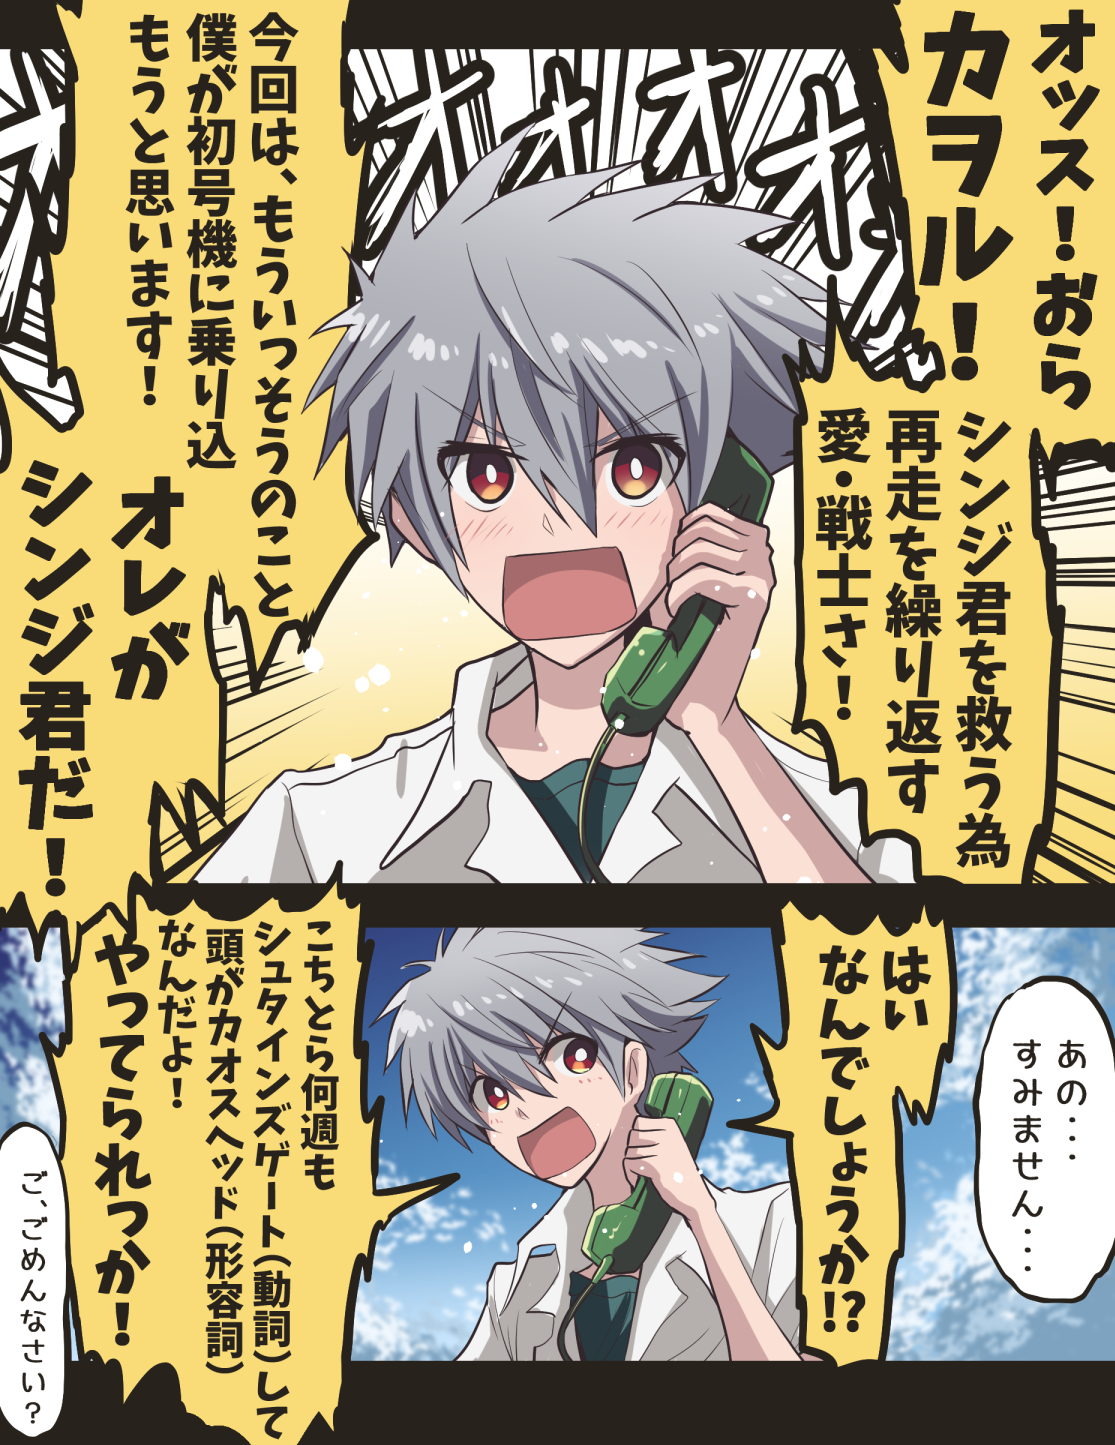 オッス！おら
カヲル！
シンジ君を救う為
再走を繰り返す
愛・戦士さ！
オォオォオォオォ
今回は、もういっそうのこと
僕が初号機に乗り込
もうと思います！
オレが
シンジ君だ！
あの・・・
すみません・・・
はい
なんでしょうか!?
こちとら何週も
シュタインズゲート(動詞)して
頭がカオスヘッド(形容詞)
なんだよ！
やってられっか！
ご、ごめんなさい？